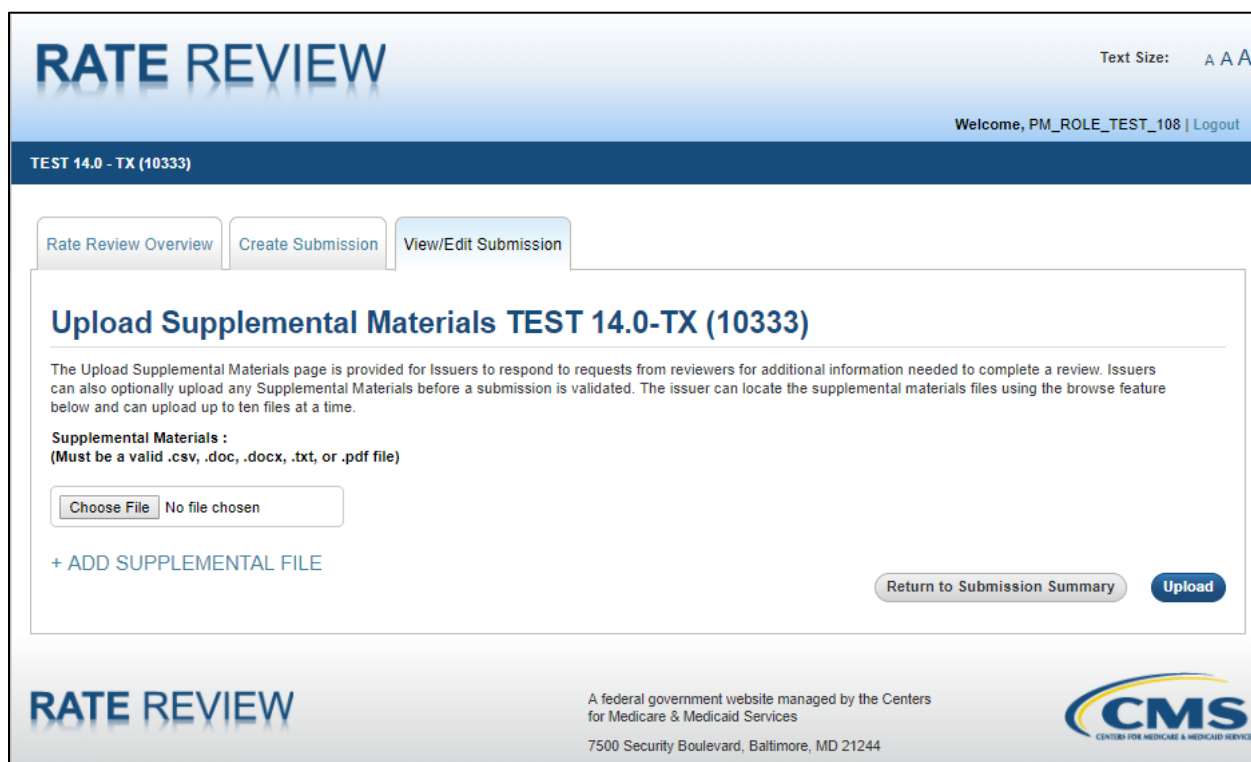 RATE REVIEW
Text Size: A A A
Welcome, PM_ROLE_TEST_108 | Logout
TEST 14.0 - TX (10333)
Rate Review Overview
Create Submission
View/Edit Submission
Upload Supplemental Materials TEST 14.0-TX (10333)
The Upload Supplemental Materials page is provided for Issuers to respond to requests from reviewers for additional information needed to complete a review. Issuers
can also optionally upload any Supplemental Materials before a submission is validated. The issuer can locate the supplemental materials files using the browse feature
below and can upload up to ten files at a time.
Supplemental Materials :
(Must be a valid .csv, .doc, .docx, .txt, or .pdf file)
Choose File No file chosen
+ ADD SUPPLEMENTAL FILE
Return to Submission Summary
Upload
RATE REVIEW
A federal government website managed by the Centers
for Medicare & Medicaid Services
7500 Security Boulevard, Baltimore, MD 21244
CMS
CENTERS FOR MEDICARE & MEDICAID SERVICE